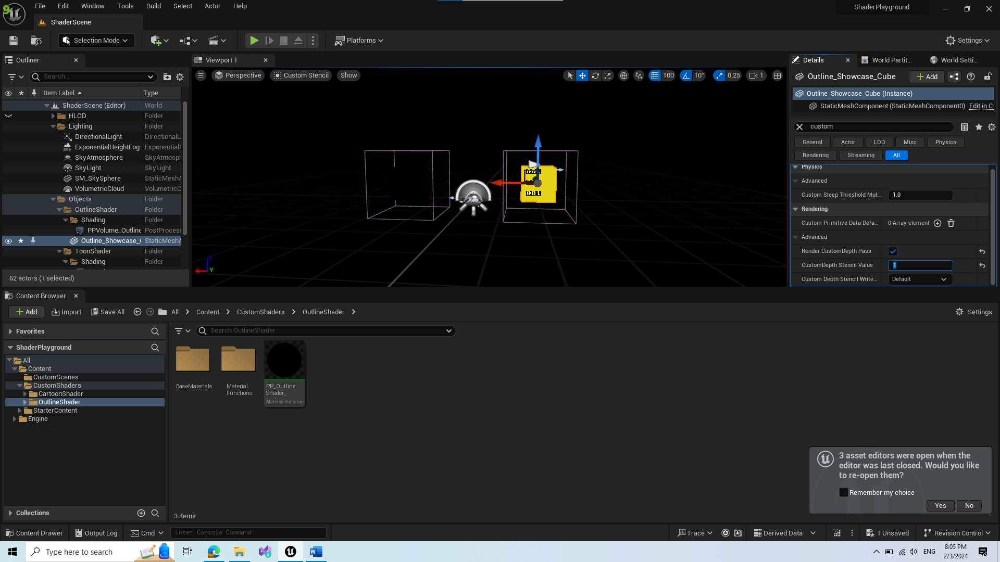 9
File Edit Window Tools Build Select Actor Help
ShaderPlayground
ShaderScene
Selection Mode
Platforms
Settings
Outliner
Search...
Item Label Type
ShaderScene (Editor) World
HLOD Folder
Lighting Folder
DirectionalLight DirectionalL
ExponentialHeightFog Exponential
SkyAtmosphere SkyAtmosp
SkyLight SkyLight
SM_SkySphere StaticMesh
VolumetricCloud VolumetricC
Objects Folder
OutlineShader Folder
Shading Folder
PPVolume_Outline PostProces
Outline_Showcase_ StaticMesh
ToonShader Folder
Shading Folder
62 actors (1 selected)
Viewport 1
Perspective Custom Stencil Show
100 10° 0.25 1
001
001
Z
X Y
Details World Partit... World Setti...
Outline_Showcase_Cube Add
Outline_Showcase_Cube (Instance)
StaticMeshComponent (StaticMeshComponent0) Edit in C
custom
General Actor LOD Misc Physics
Rendering Streaming All
Physics
Advanced
Custom Sleep Threshold Mul... 1.0
Rendering
Custom Primitive Data Defa... 0 Array element
Advanced
Render CustomDepth Pass
CustomDepth Stencil Value 1
Custom Depth Stencil Write... Default
Content Browser
Add Import Save All All Content CustomShaders OutlineShader Settings
Favorites
ShaderPlayground
All
Content
CustomScenes
CustomShaders
CartoonShader
OutlineShader
StarterContent
Engine
Collections
Search OutlineShader
BaseMaterials
Material
Functions
PP_Outline
Shader_
Material Instance
3 items
3 asset editors were open when the
editor was last closed. Would you like
to re-open them?
Remember my choice
Yes No
Content Drawer Output Log Cmd Enter Console Command Trace Derived Data 1 Unsaved Revision Control
Type here to search
ENG
8:05 PM
2/3/2024